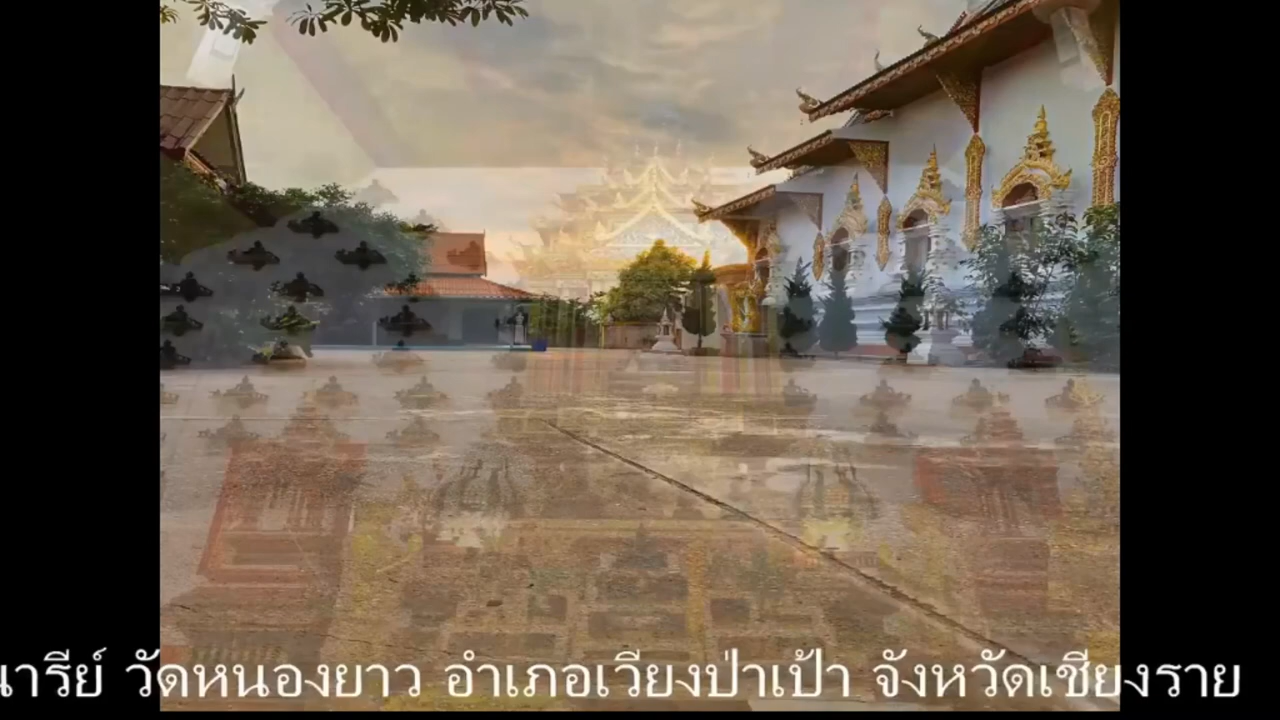 นารีย์ วัดหนองยาว อำเภอเวียงป่าเป้า จังหวัดเชียงราย